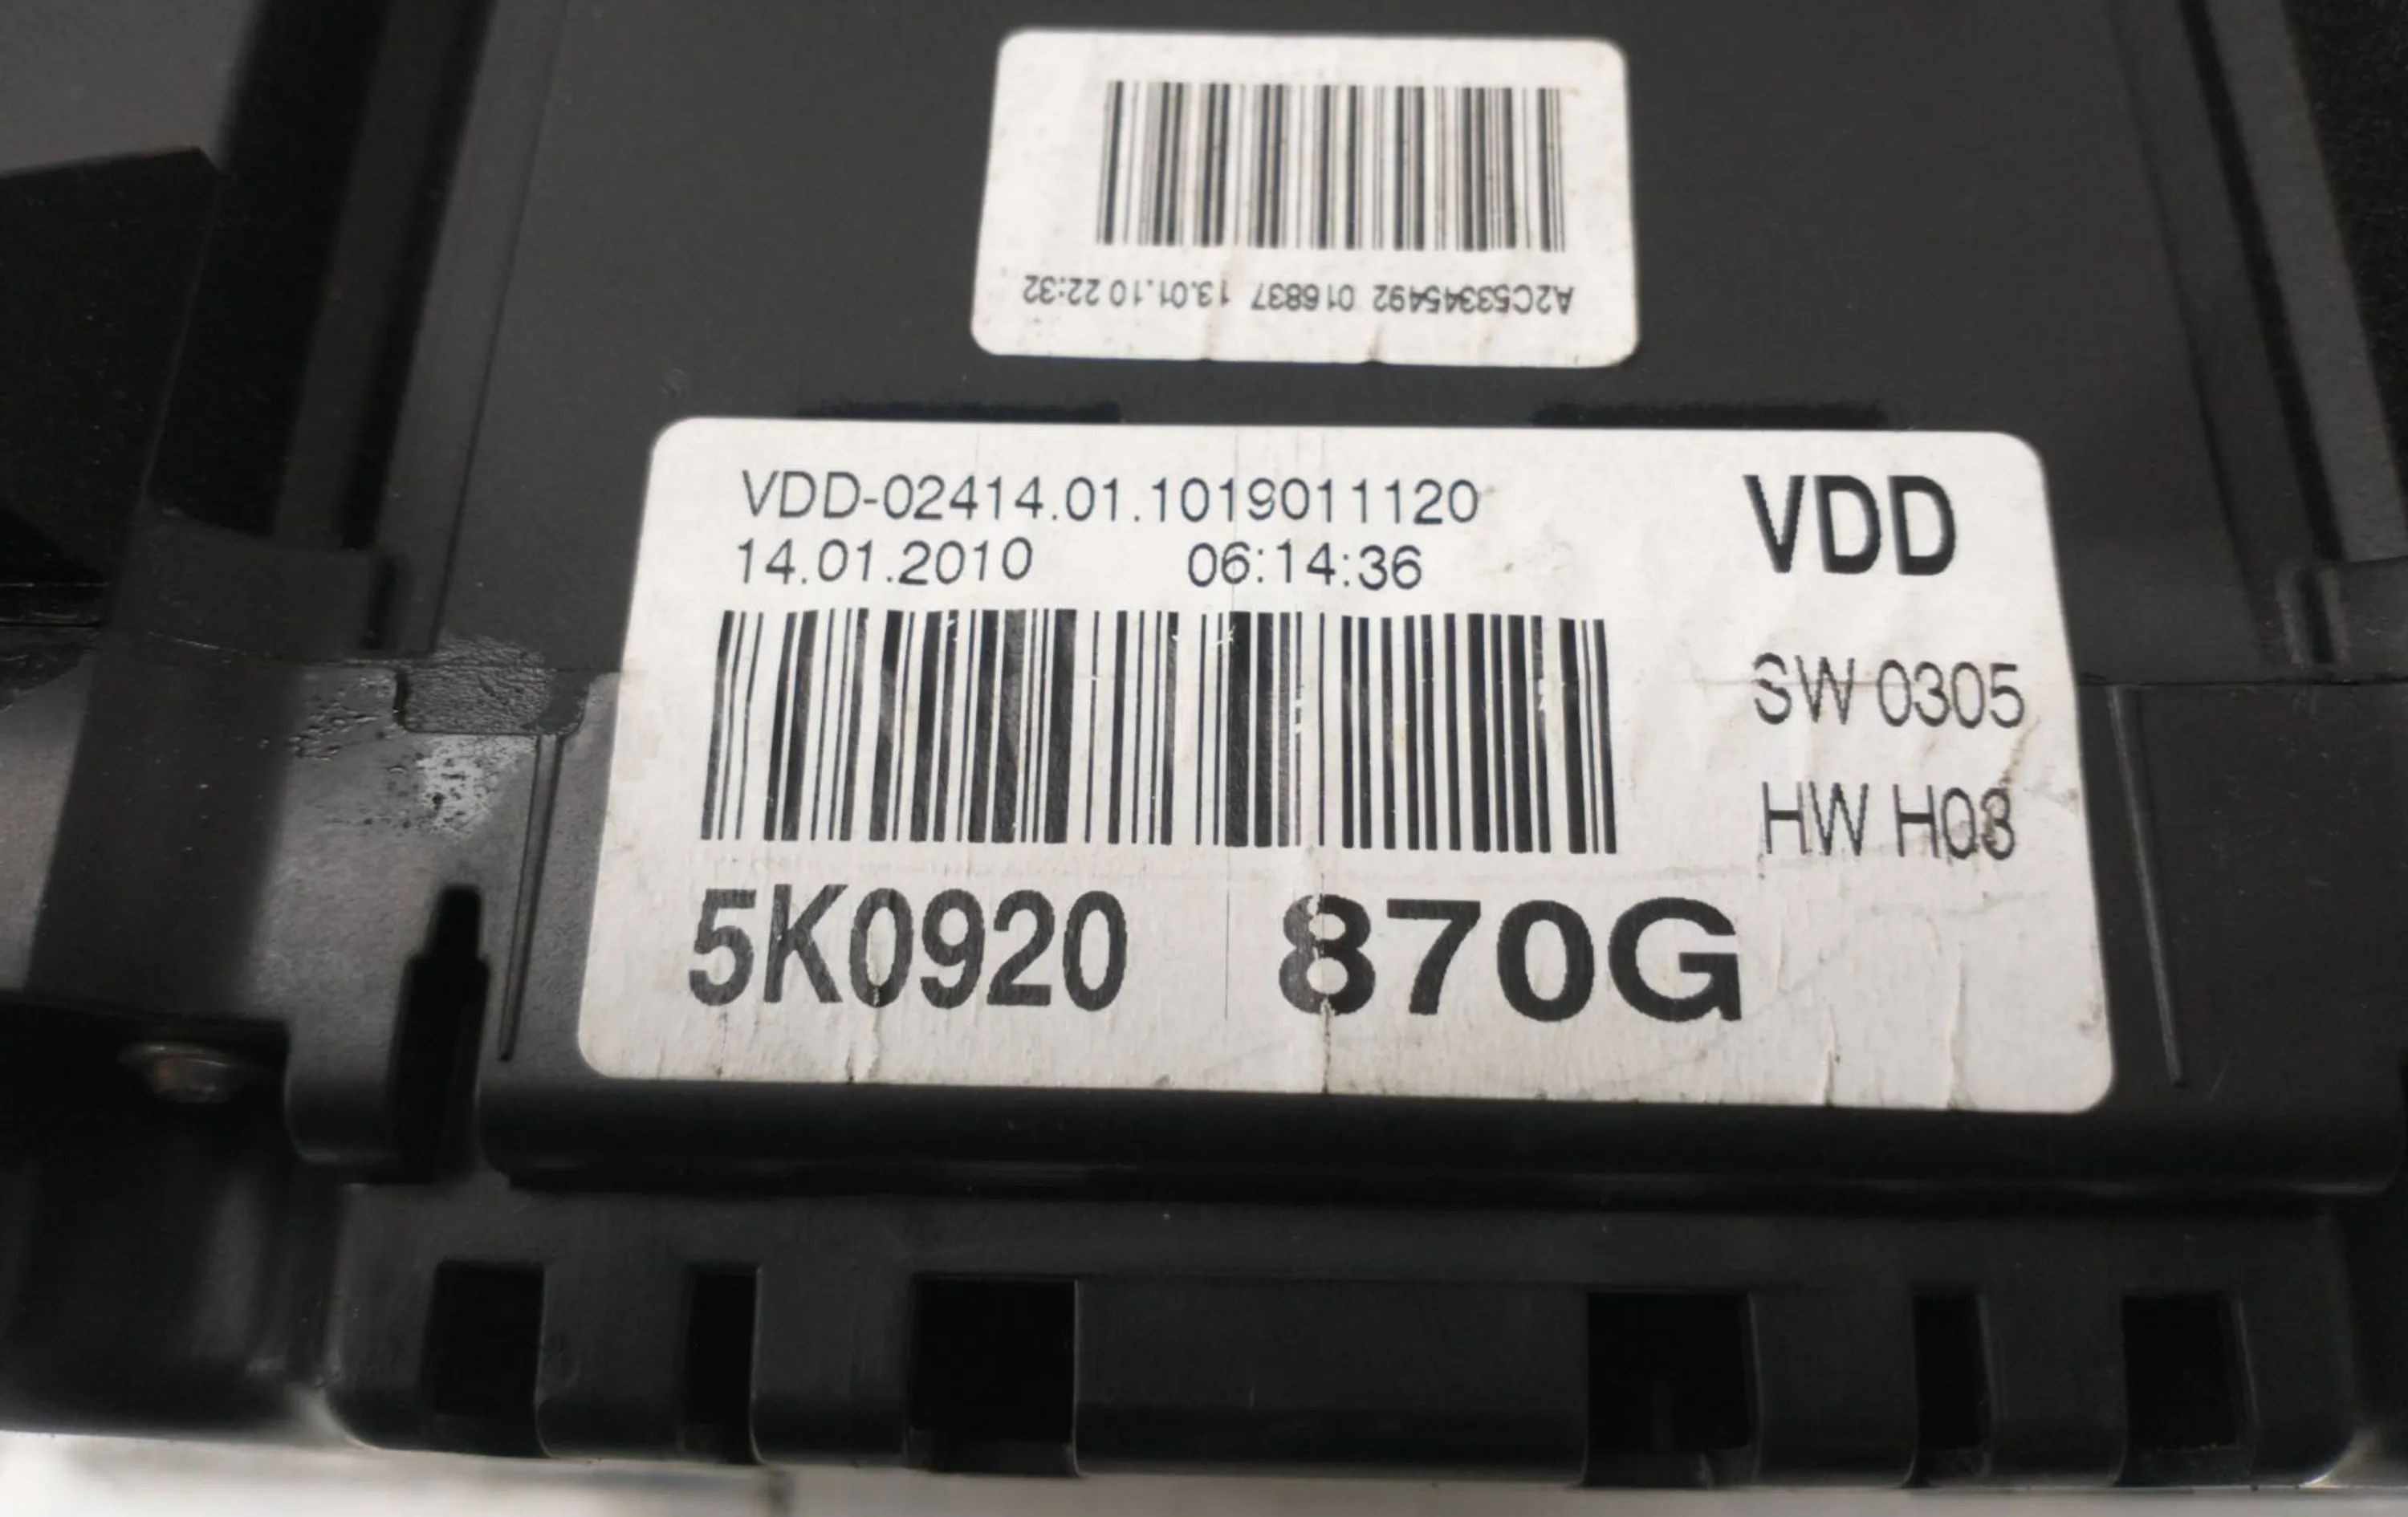 A2C53345492 016837 13.01.10 22:32
VDD-02414.01.1019011120
14.01.2010 06:14:36
VDD
SW 0305
HW H03
5K0920 870G